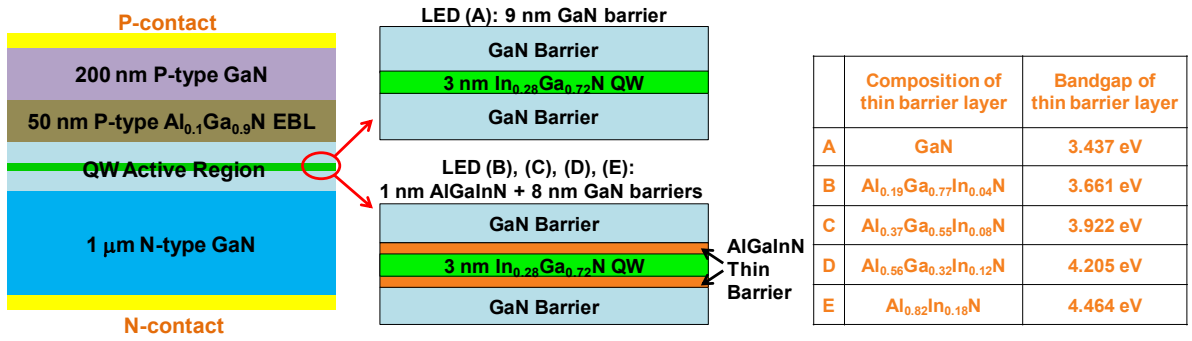 P-contact
200 nm P-type GaN
50 nm P-type Al0.1Ga0.9N EBL
QW Active Region
1 μm N-type GaN
N-contact
LED (A): 9 nm GaN barrier
GaN Barrier
3 nm In0.28Ga0.72N QW
GaN Barrier
LED (B), (C), (D), (E):
1 nm AlGaInN + 8 nm GaN barriers
GaN Barrier
3 nm In0.28Ga0.72N QW
GaN Barrier
AlGaInN
Thin
Barrier
Composition of thin barrier layer
Bandgap of thin barrier layer
A GaN 3.437 eV
B Al0.19Ga0.77In0.04N 3.661 eV
C Al0.37Ga0.55In0.08N 3.922 eV
D Al0.56Ga0.32In0.12N 4.205 eV
E Al0.82In0.18N 4.464 eV